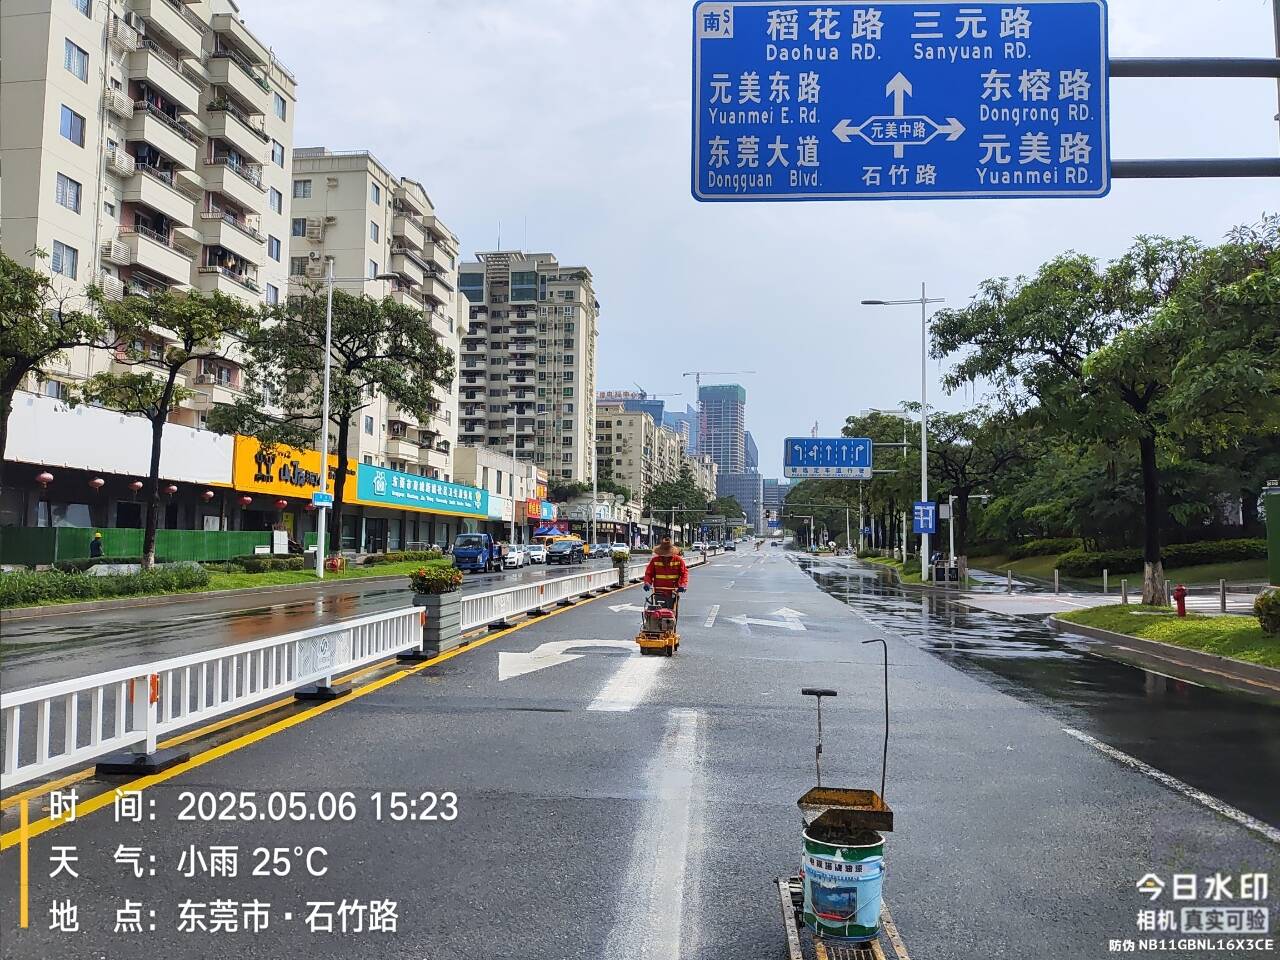 南 S A
稻花路 三元路
Daohua RD. Sanyuan RD.
元美东路
Yuanmei E. Rd.
东榕路
Dongrong RD.
元美中路
东莞大道
Dongguan Blvd.
元美路
Yuanmei RD.
石竹路
时 间：2025.05.06 15:23
天 气：小雨 25°C
地 点：东莞市·石竹路
今日水印
相机 真实可验
防伪 NB11GBNL16X3CE